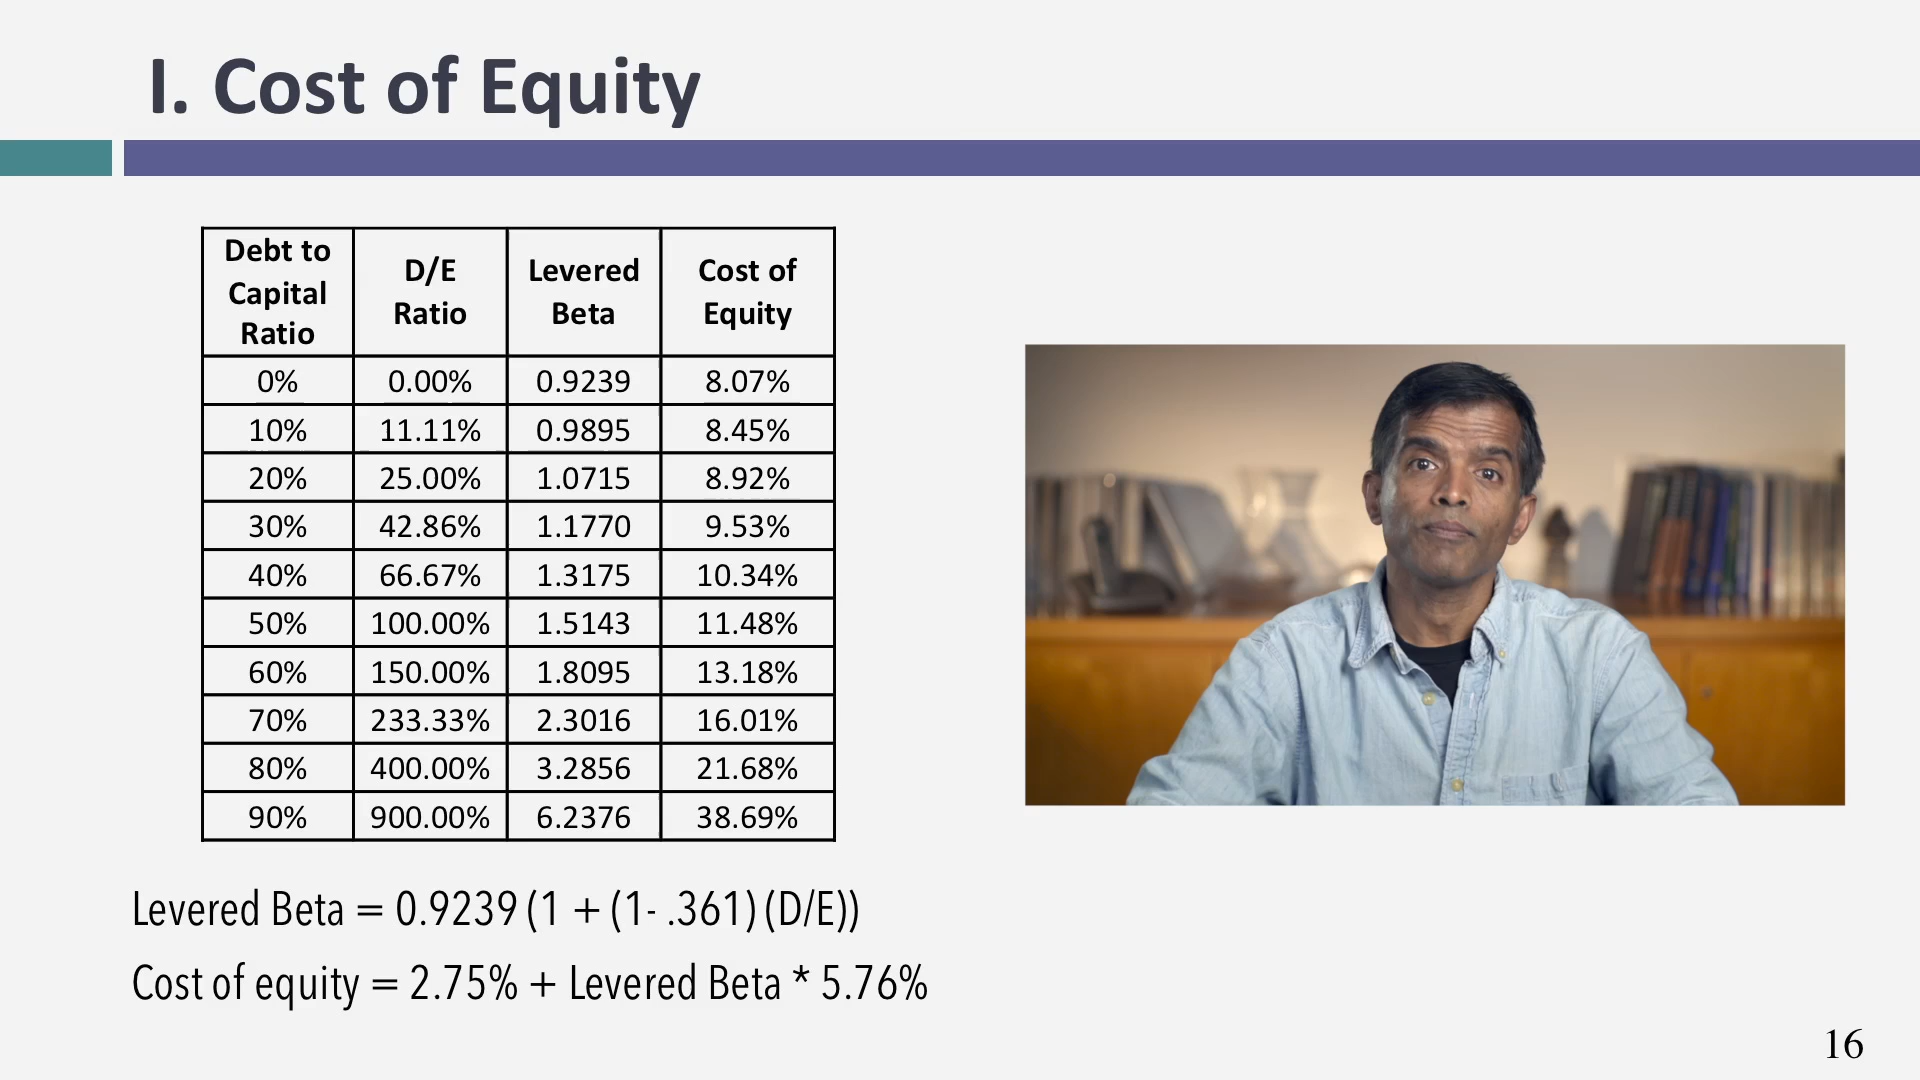 I. Cost of Equity
Debt to Capital Ratio D/E Ratio Levered Beta Cost of Equity
0% 0.00% 0.9239 8.07%
10% 11.11% 0.9895 8.45%
20% 25.00% 1.0715 8.92%
30% 42.86% 1.1770 9.53%
40% 66.67% 1.3175 10.34%
50% 100.00% 1.5143 11.48%
60% 150.00% 1.8095 13.18%
70% 233.33% 2.3016 16.01%
80% 400.00% 3.2856 21.68%
90% 900.00% 6.2376 38.69%
Levered Beta = 0.9239 (1 + (1- .361) (D/E))
Cost of equity = 2.75% + Levered Beta * 5.76%
16